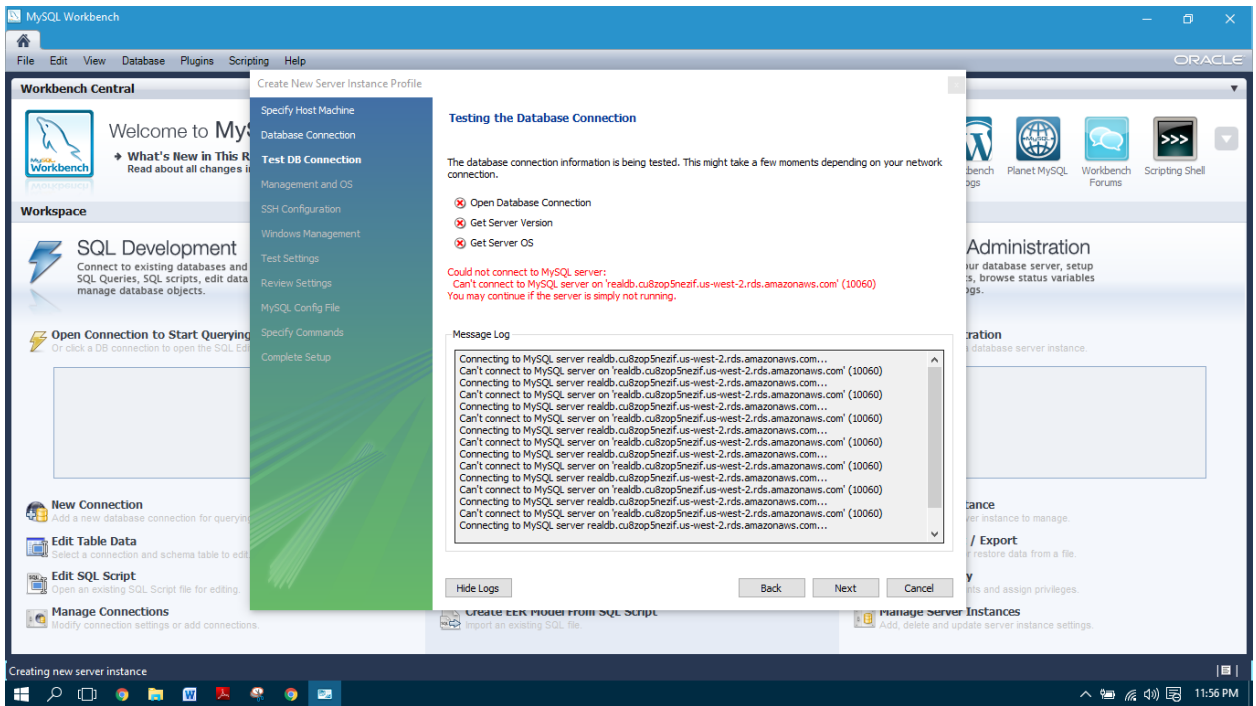 MySQL Workbench
File Edit View Database Plugins Scripting Help
ORACLE
Workbench Central
Welcome to MyS
What's New in This R
Read about all changes i
MySQL
Workbench
bench
ogs
MySQL
Planet MySQL
Workbench
Forums
>>>
Scripting Shell
Workspace
SQL Development
Connect to existing databases and
SQL Queries, SQL scripts, edit data
manage database objects.
Open Connection to Start Querying
Or click a DB connection to open the SQL Edi
New Connection
Add a new database connection for querying
Edit Table Data
Select a connection and schema table to edit
Edit SQL Script
Open an existing SQL Script file for editing.
Manage Connections
Modify connection settings or add connections.
Create New Server Instance Profile
Specify Host Machine
Database Connection
Test DB Connection
Management and OS
SSH Configuration
Windows Management
Test Settings
Review Settings
MySQL Config File
Specify Commands
Complete Setup
Testing the Database Connection
The database connection information is being tested. This might take a few moments depending on your network
connection.
Open Database Connection
Get Server Version
Get Server OS
Could not connect to MySQL server:
Can't connect to MySQL server on 'realdb.cu8zop5nezif.us-west-2.rds.amazonaws.com' (10060)
You may continue if the server is simply not running.
Message Log
Connecting to MySQL server realdb.cu8zop5nezif.us-west-2.rds.amazonaws.com...
Can't connect to MySQL server on 'realdb.cu8zop5nezif.us-west-2.rds.amazonaws.com' (10060)
Connecting to MySQL server realdb.cu8zop5nezif.us-west-2.rds.amazonaws.com...
Can't connect to MySQL server on 'realdb.cu8zop5nezif.us-west-2.rds.amazonaws.com' (10060)
Connecting to MySQL server realdb.cu8zop5nezif.us-west-2.rds.amazonaws.com...
Can't connect to MySQL server on 'realdb.cu8zop5nezif.us-west-2.rds.amazonaws.com' (10060)
Connecting to MySQL server realdb.cu8zop5nezif.us-west-2.rds.amazonaws.com...
Can't connect to MySQL server on 'realdb.cu8zop5nezif.us-west-2.rds.amazonaws.com' (10060)
Connecting to MySQL server realdb.cu8zop5nezif.us-west-2.rds.amazonaws.com...
Can't connect to MySQL server on 'realdb.cu8zop5nezif.us-west-2.rds.amazonaws.com' (10060)
Connecting to MySQL server realdb.cu8zop5nezif.us-west-2.rds.amazonaws.com...
Can't connect to MySQL server on 'realdb.cu8zop5nezif.us-west-2.rds.amazonaws.com' (10060)
Connecting to MySQL server realdb.cu8zop5nezif.us-west-2.rds.amazonaws.com...
Can't connect to MySQL server on 'realdb.cu8zop5nezif.us-west-2.rds.amazonaws.com' (10060)
Connecting to MySQL server realdb.cu8zop5nezif.us-west-2.rds.amazonaws.com...
Hide Logs Back Next Cancel
Create EER Model From SQL Script
Import an existing SQL file.
Administration
our database server, setup
s, browse status variables
ogs.
ration
database server instance.
tance
ver instance to manage.
/ Export
r restore data from a file.
y
nts and assign privileges.
Manage Server Instances
Add, delete and update server instance settings.
Creating new server instance
11:56 PM